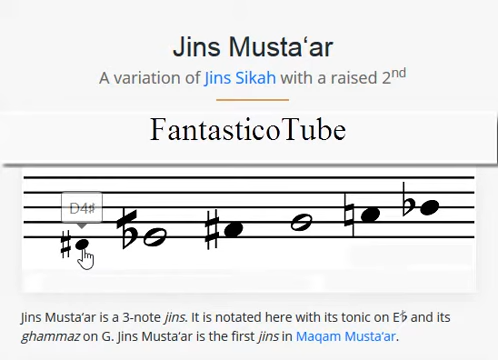 Jins Musta‘ar
A variation of Jins Sikah with a raised 2nd
FantasticoTube
D4♯
Jins Musta‘ar is a 3-note jins. It is notated here with its tonic on E♭ and its
ghammaz on G. Jins Musta‘ar is the first jins in Maqam Musta‘ar.